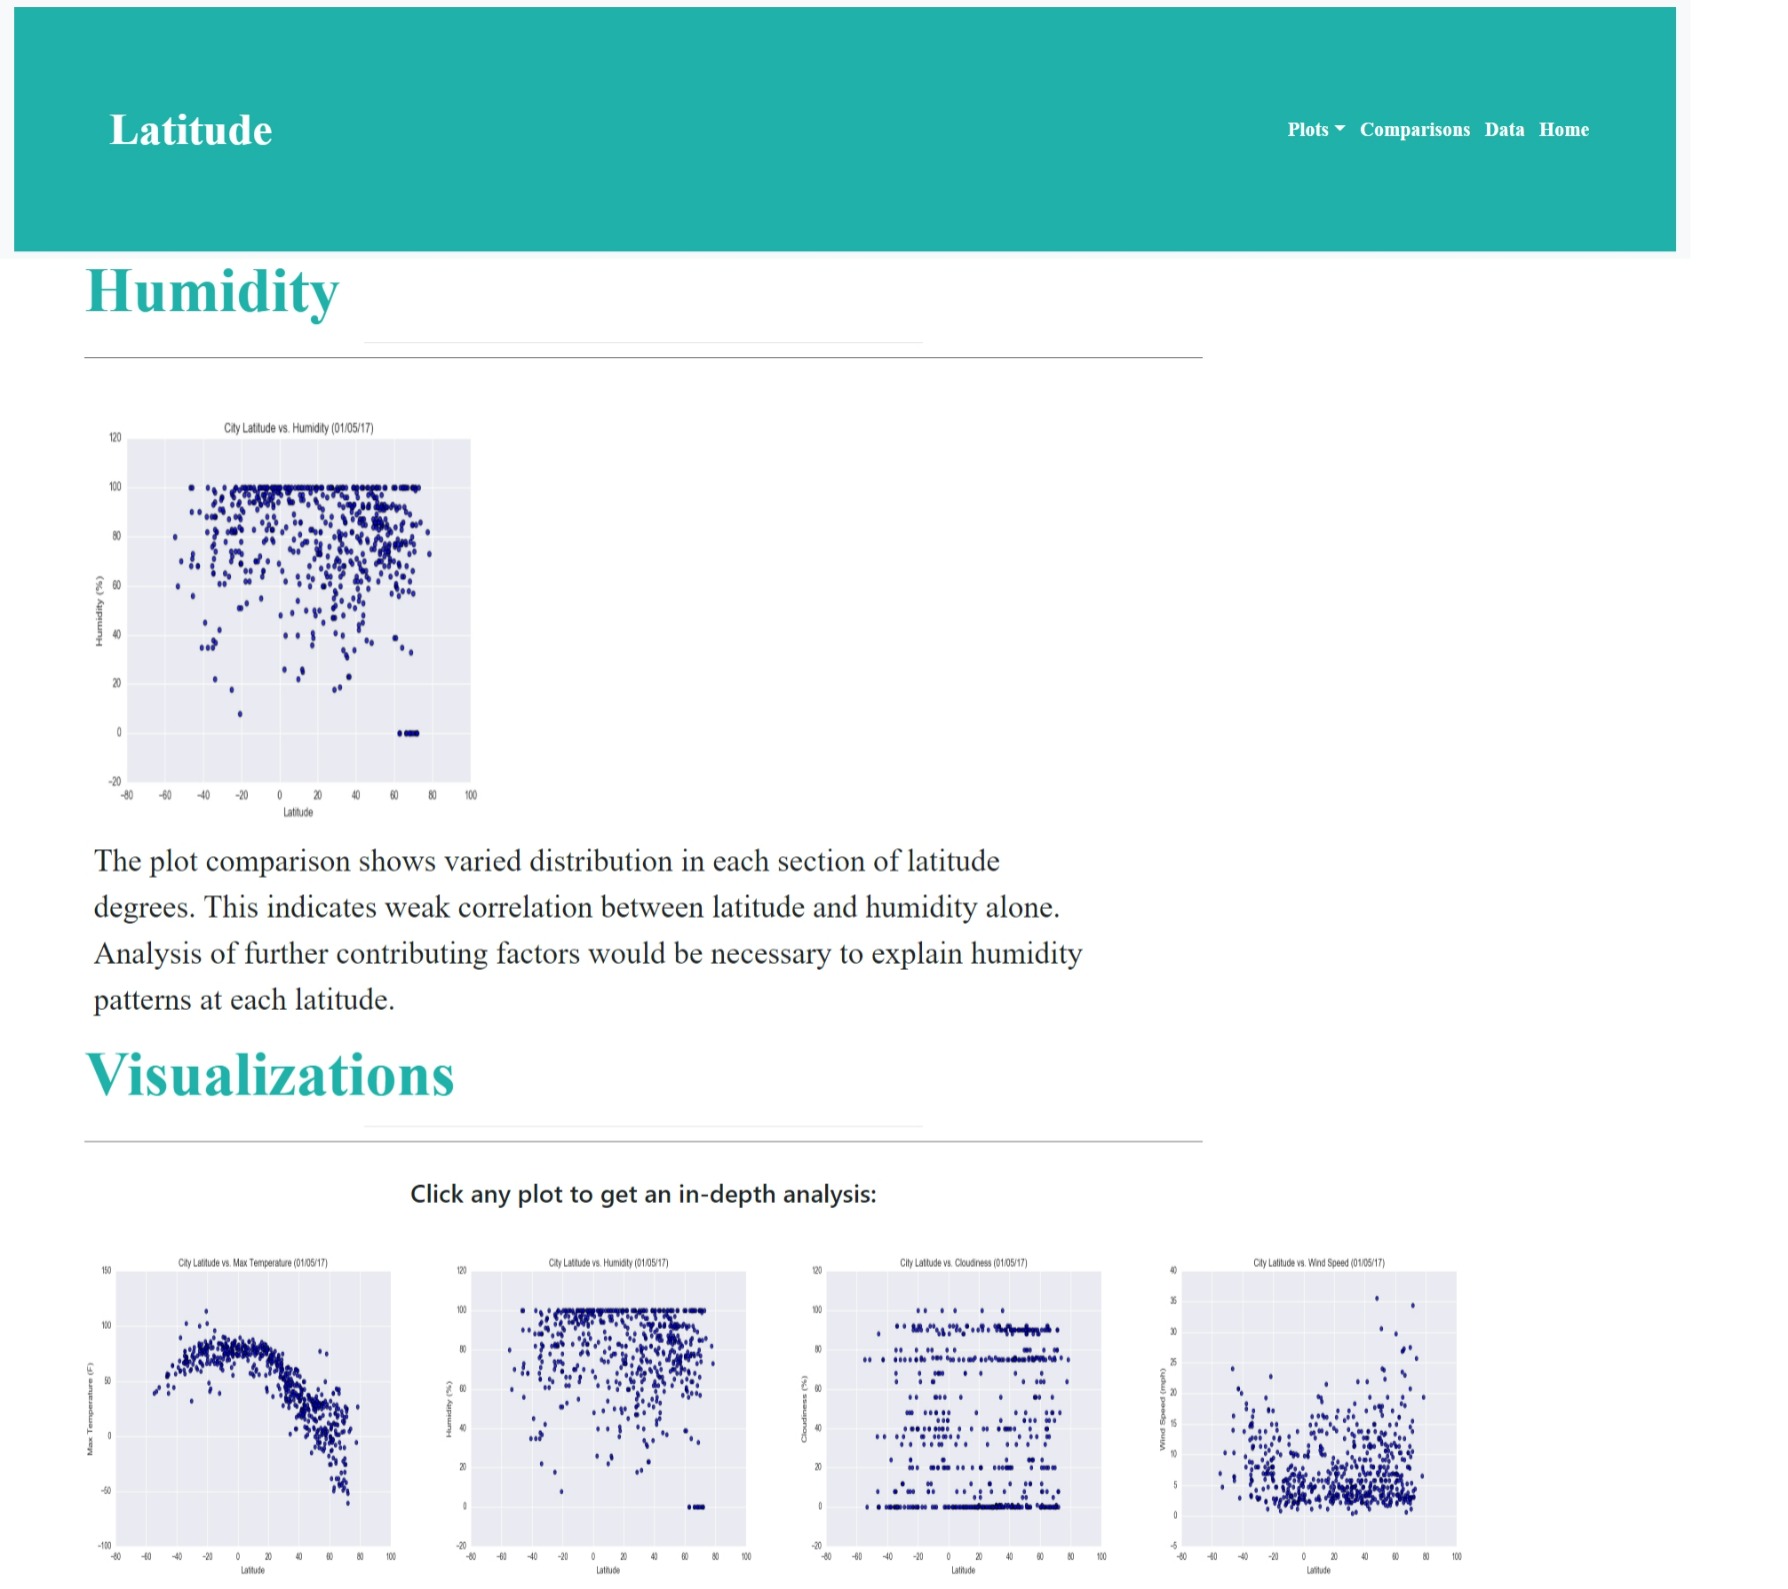 Latitude
Plots Comparisons Data Home
Humidity
City Latitude vs. Humidity (01/05/17)
120
100
80
60
40
20
0
-20
Humidity (%)
-80 -60 -40 -20 0 20 40 60 80 100
Latitude
The plot comparison shows varied distribution in each section of latitude
degrees. This indicates weak correlation between latitude and humidity alone.
Analysis of further contributing factors would be necessary to explain humidity
patterns at each latitude.
Visualizations
Click any plot to get an in-depth analysis:
City Latitude vs. Max Temperature (01/05/17)
150
100
50
0
-50
-100
Max Temperature (F)
-80 -60 -40 -20 0 20 40 60 80 100
Latitude
City Latitude vs. Humidity (01/05/17)
120
100
80
60
40
20
0
-20
Humidity (%)
-80 -60 -40 -20 0 20 40 60 80 100
Latitude
City Latitude vs. Cloudiness (01/05/17)
120
100
80
60
40
20
0
-20
Cloudiness (%)
-80 -60 -40 -20 0 20 40 60 80 100
Latitude
City Latitude vs. Wind Speed (01/05/17)
40
35
30
25
20
15
10
5
0
-5
Wind Speed (mph)
-80 -60 -40 -20 0 20 40 60 80 100
Latitude